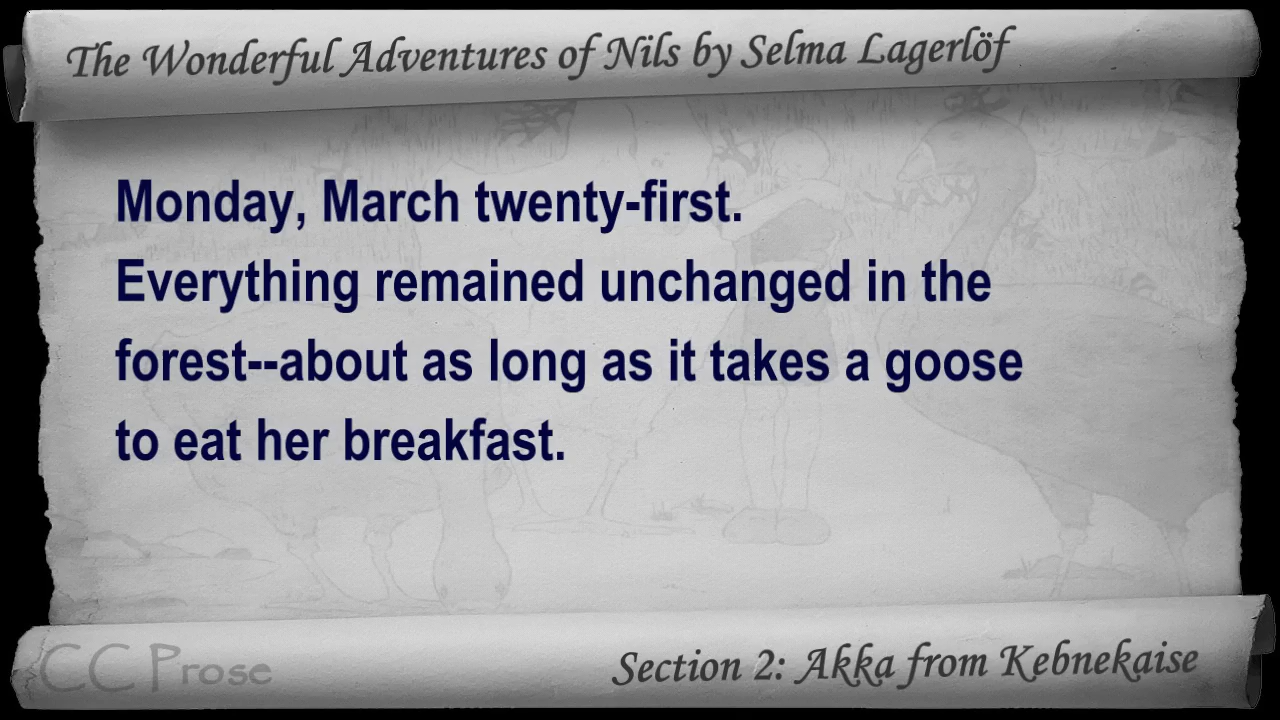 The Wonderful Adventures of Nils by Selma Lagerlöf
Monday, March twenty-first.
Everything remained unchanged in the
forest--about as long as it takes a goose
to eat her breakfast.
CC Prose
Section 2: Akka from Kebnekaise